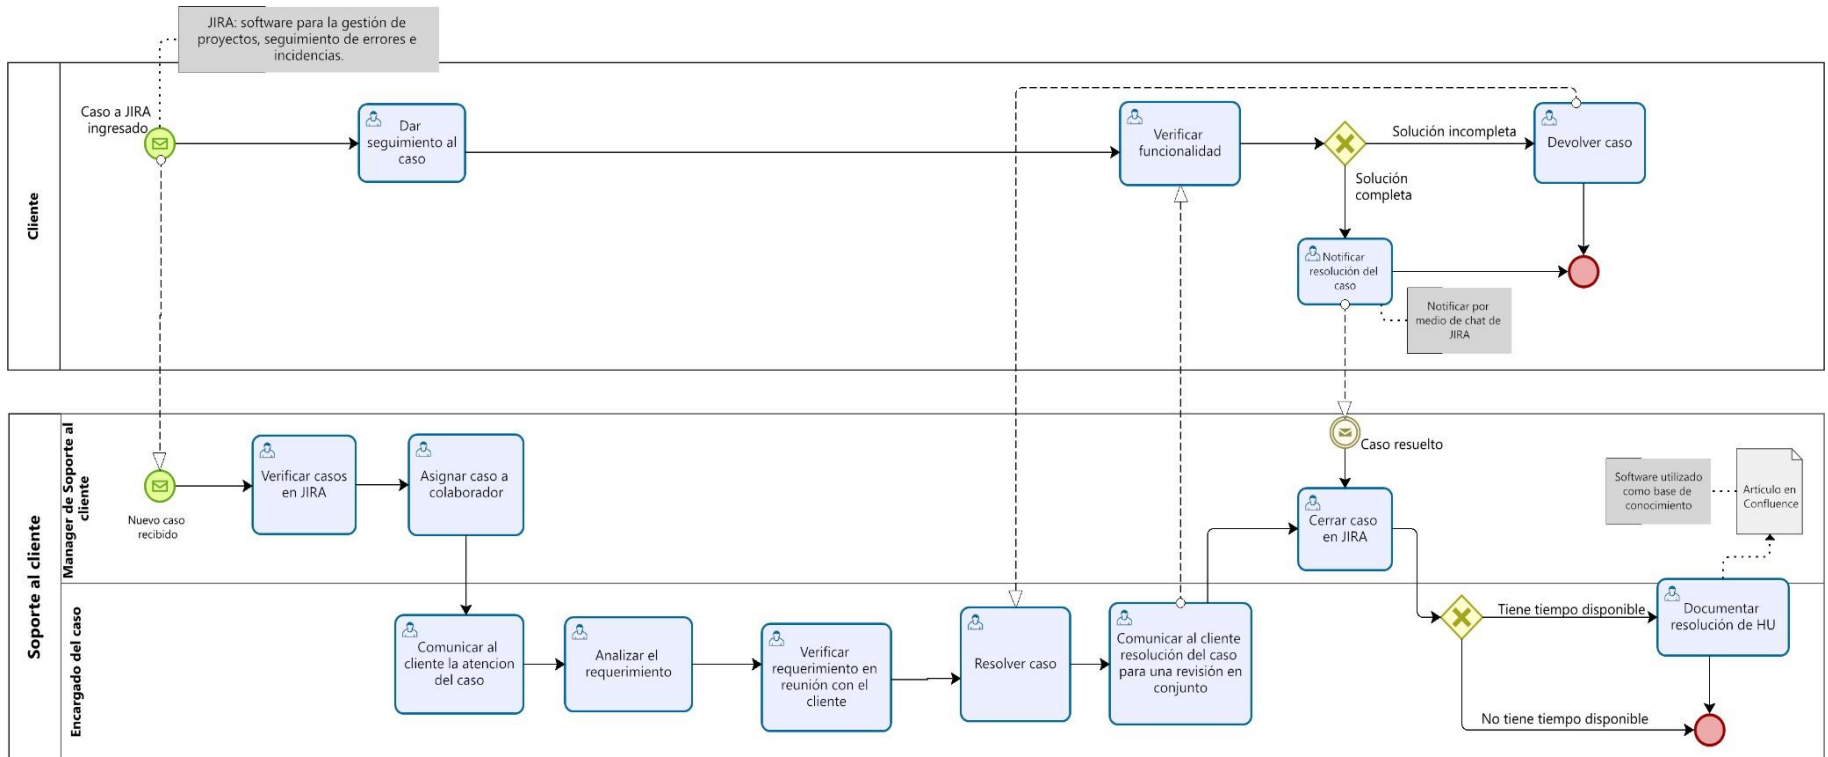 JIRA: software para la gestión de
proyectos, seguimiento de errores e
incidencias.
Cliente
Caso a JIRA
ingresado
Dar
seguimiento al
caso
Verificar
funcionalidad
Solución incompleta
Devolver caso
Solución
completa
Notificar
resolución del
caso
Notificar por
medio de chat de
JIRA
Soporte al cliente
Manager de Soporte al
cliente
Nuevo caso
recibido
Verificar casos
en JIRA
Asignar caso a
colaborador
Caso resuelto
Cerrar caso
en JIRA
Software utilizado
como base de
conocimiento
Articulo en
Confluence
Encargado del caso
Comunicar al
cliente la atencion
del caso
Analizar el
requerimiento
Verificar
requerimiento en
reunión con el
cliente
Resolver caso
Comunicar al cliente
resolución del caso
para una revisión en
conjunto
Tiene tiempo disponible
Documentar
resolución de HU
No tiene tiempo disponible